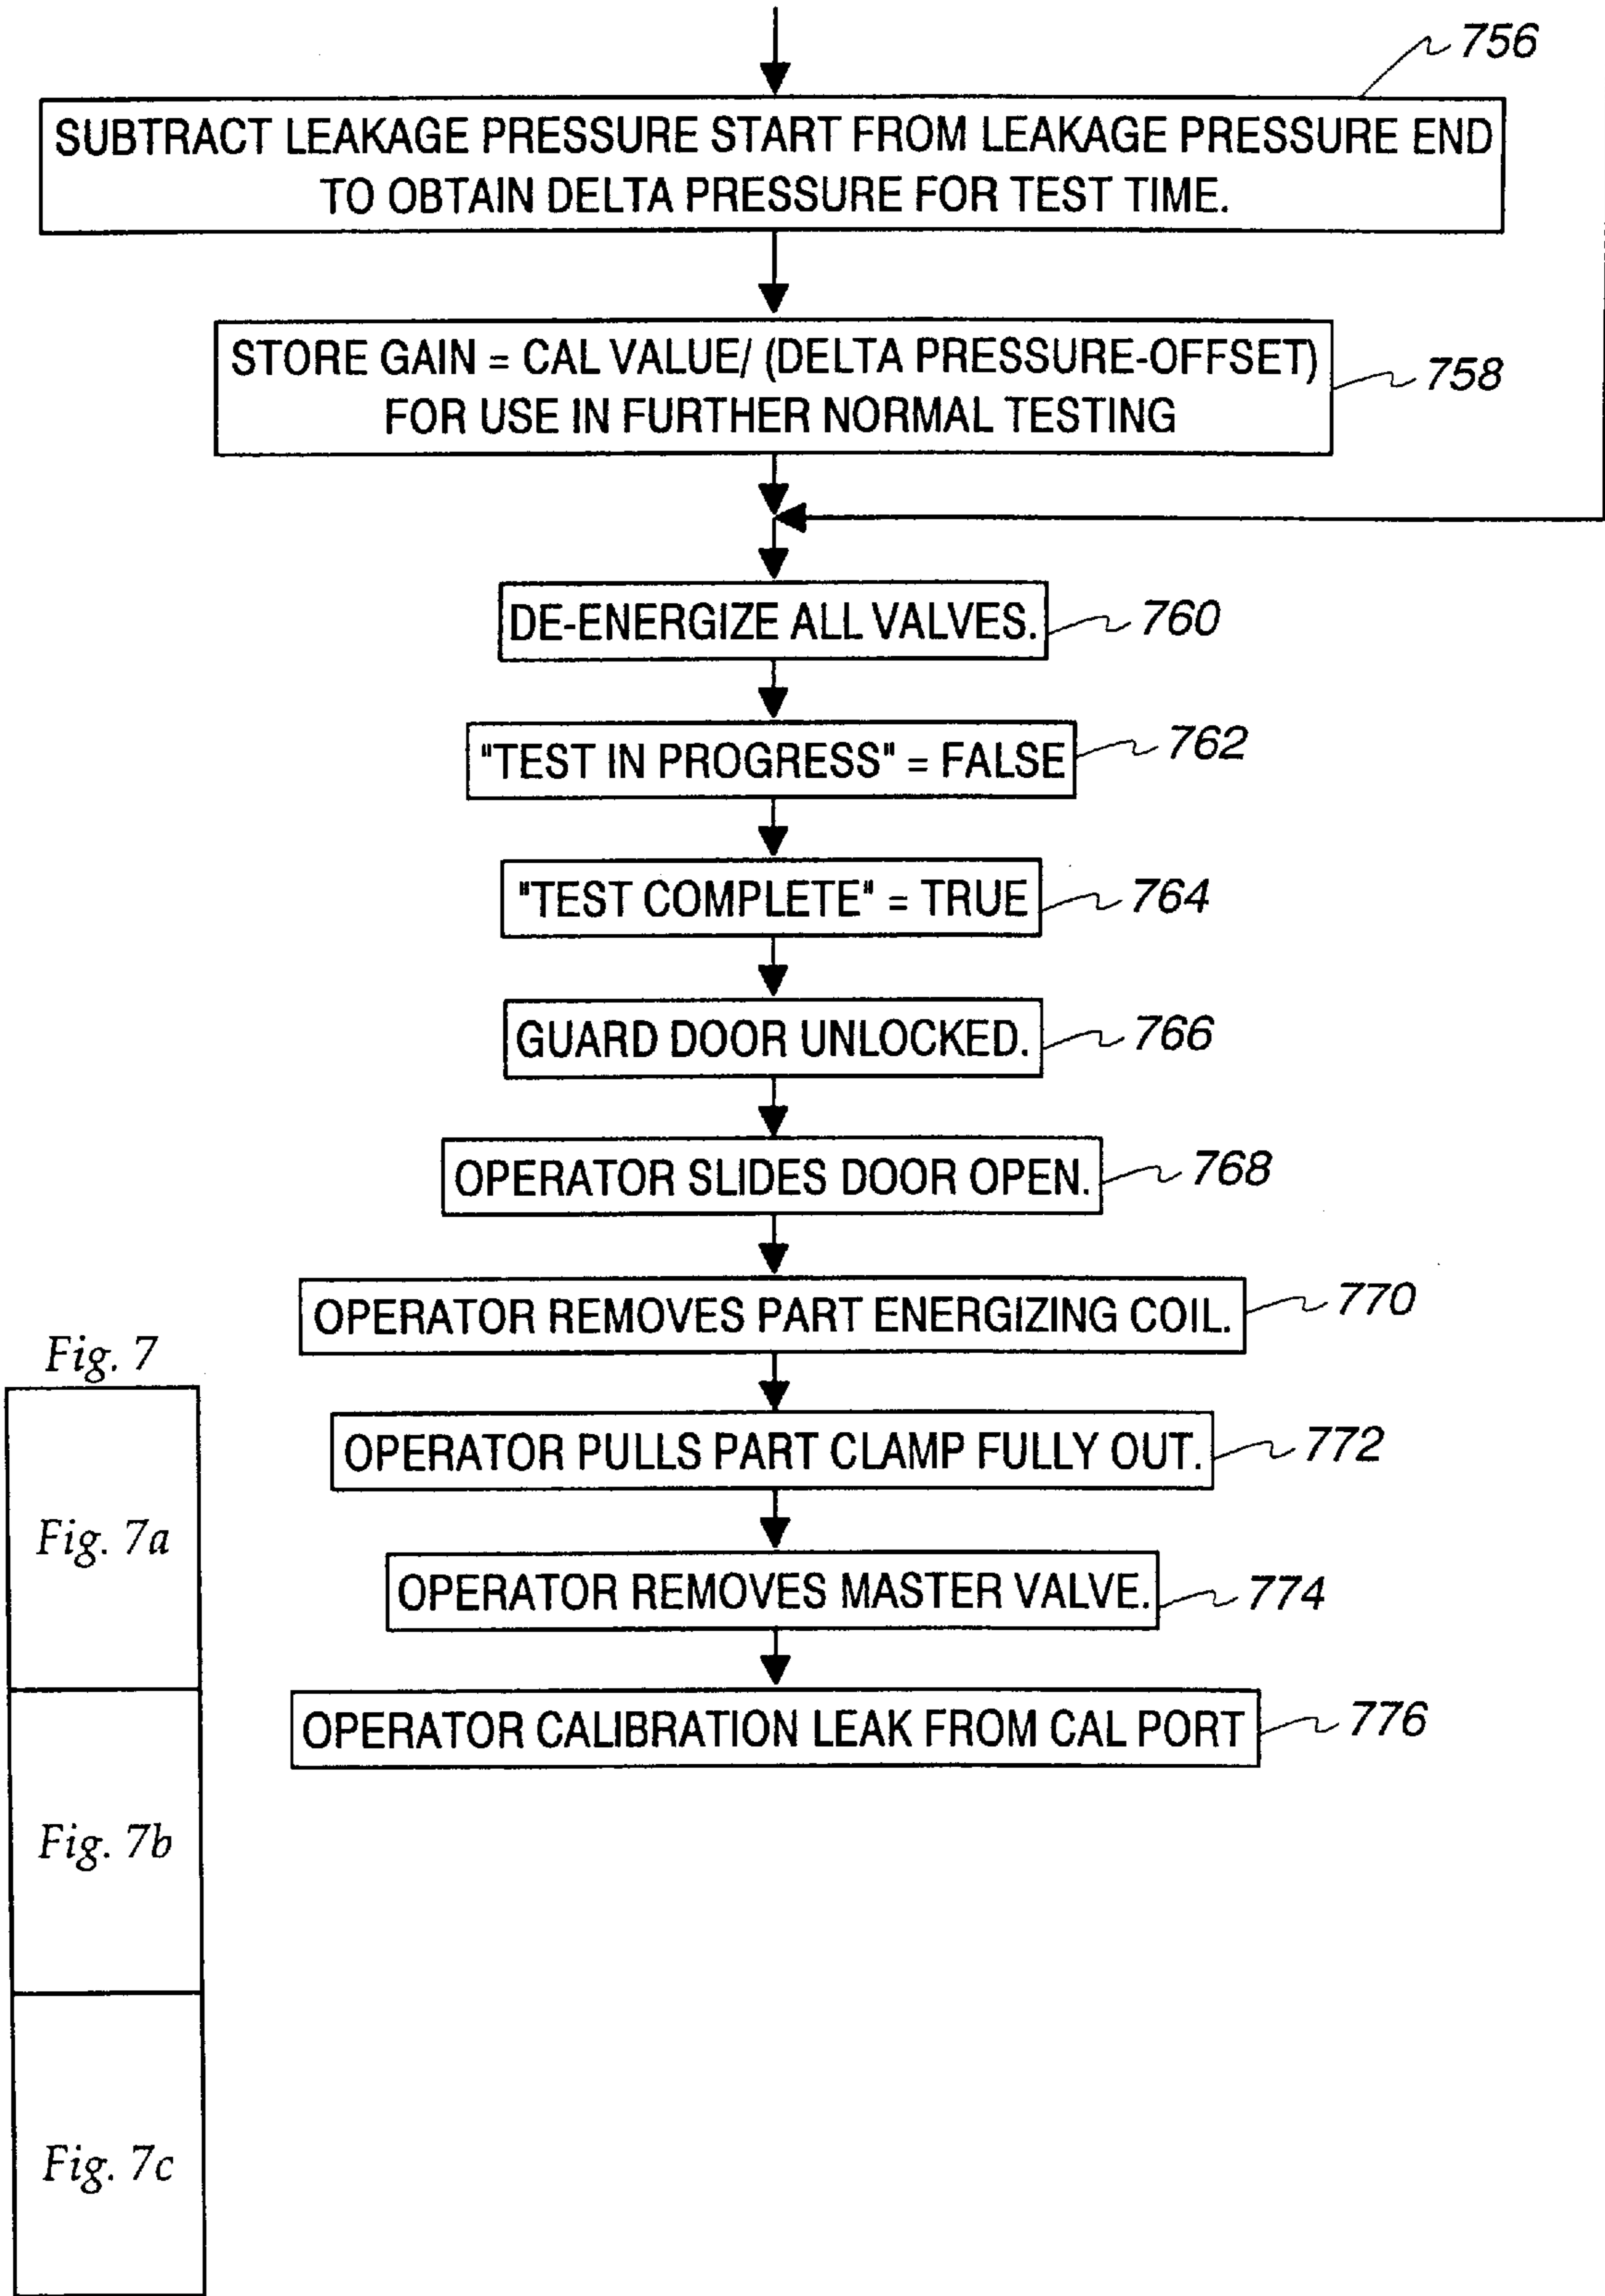 756
SUBTRACT LEAKAGE PRESSURE START FROM LEAKAGE PRESSURE END
TO OBTAIN DELTA PRESSURE FOR TEST TIME.
STORE GAIN = CAL VALUE/ (DELTA PRESSURE-OFFSET)
FOR USE IN FURTHER NORMAL TESTING
758
DE-ENERGIZE ALL VALVES.
760
"TEST IN PROGRESS" = FALSE
762
"TEST COMPLETE" = TRUE
764
GUARD DOOR UNLOCKED.
766
OPERATOR SLIDES DOOR OPEN.
768
OPERATOR REMOVES PART ENERGIZING COIL.
770
OPERATOR PULLS PART CLAMP FULLY OUT.
772
OPERATOR REMOVES MASTER VALVE.
774
OPERATOR CALIBRATION LEAK FROM CAL PORT
776
Fig. 7
Fig. 7a
Fig. 7b
Fig. 7c